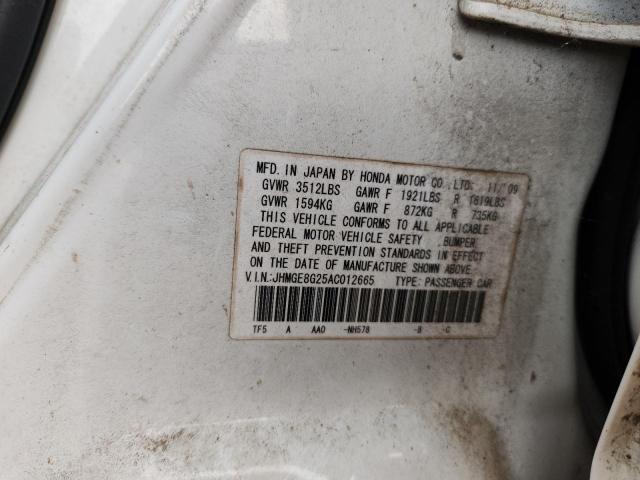 MFD. IN JAPAN BY HONDA MOTOR CO., LTD. 11/09
GVWR 3512LBS GAWR F 1921LBS R 1619LBS
GVWR 1594KG GAWR F 872KG R 735KG
THIS VEHICLE CONFORMS TO ALL APPLICABLE
FEDERAL MOTOR VEHICLE SAFETY, BUMPER,
AND THEFT PREVENTION STANDARDS IN EFFECT
ON THE DATE OF MANUFACTURE SHOWN ABOVE.
V.I.N.:JHMGE8G25AC012665 TYPE: PASSENGER CAR
TF5 A AAO -NH578 -B -C